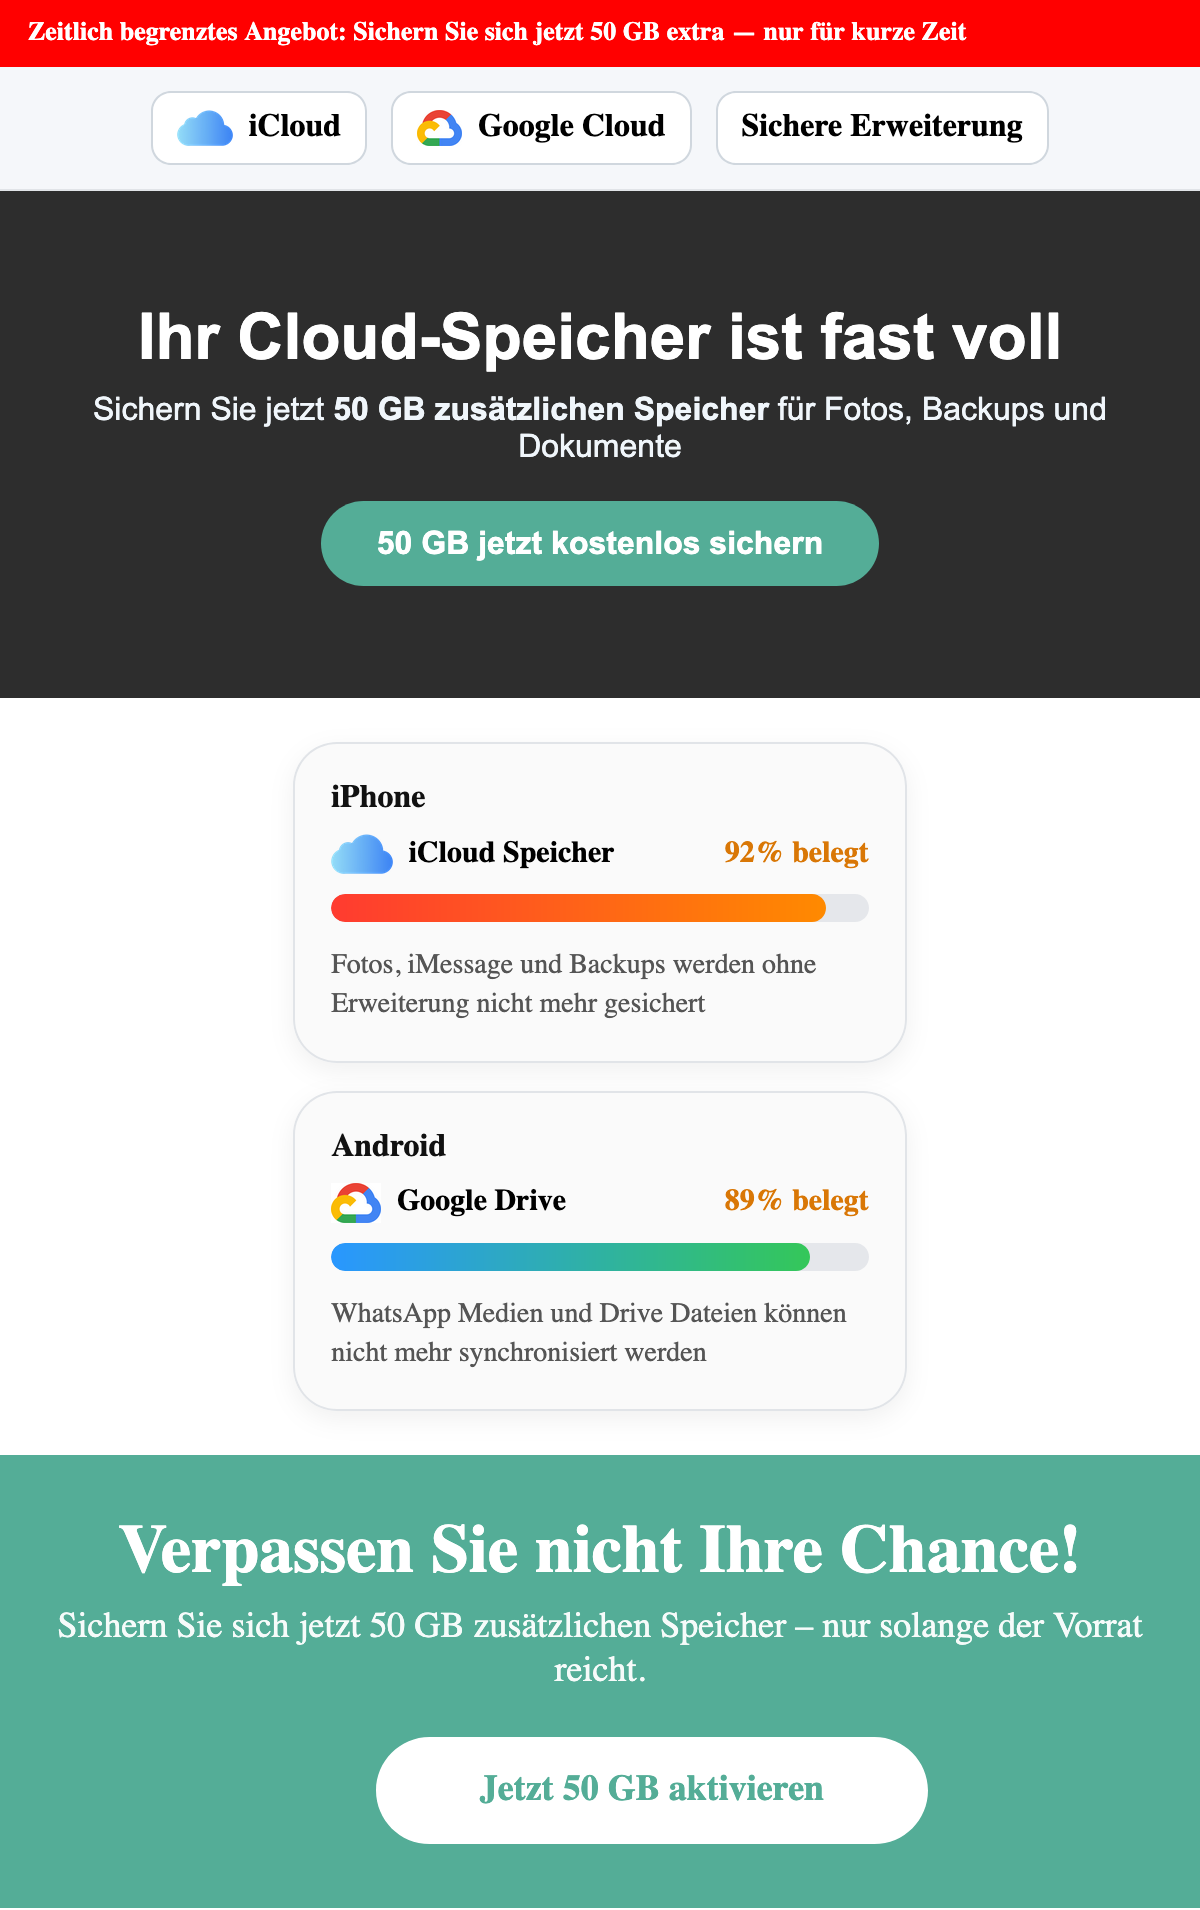 Zeitlich begrenztes Angebot: Sichern Sie sich jetzt 50 GB extra — nur für kurze Zeit
iCloud
Google Cloud
Sichere Erweiterung
Ihr Cloud-Speicher ist fast voll
Sichern Sie jetzt 50 GB zusätzlichen Speicher für Fotos, Backups und
Dokumente
50 GB jetzt kostenlos sichern
iPhone
iCloud Speicher 92% belegt
Fotos, iMessage und Backups werden ohne
Erweiterung nicht mehr gesichert
Android
Google Drive 89% belegt
WhatsApp Medien und Drive Dateien können
nicht mehr synchronisiert werden
Verpassen Sie nicht Ihre Chance!
Sichern Sie sich jetzt 50 GB zusätzlichen Speicher – nur solange der Vorrat
reicht.
Jetzt 50 GB aktivieren